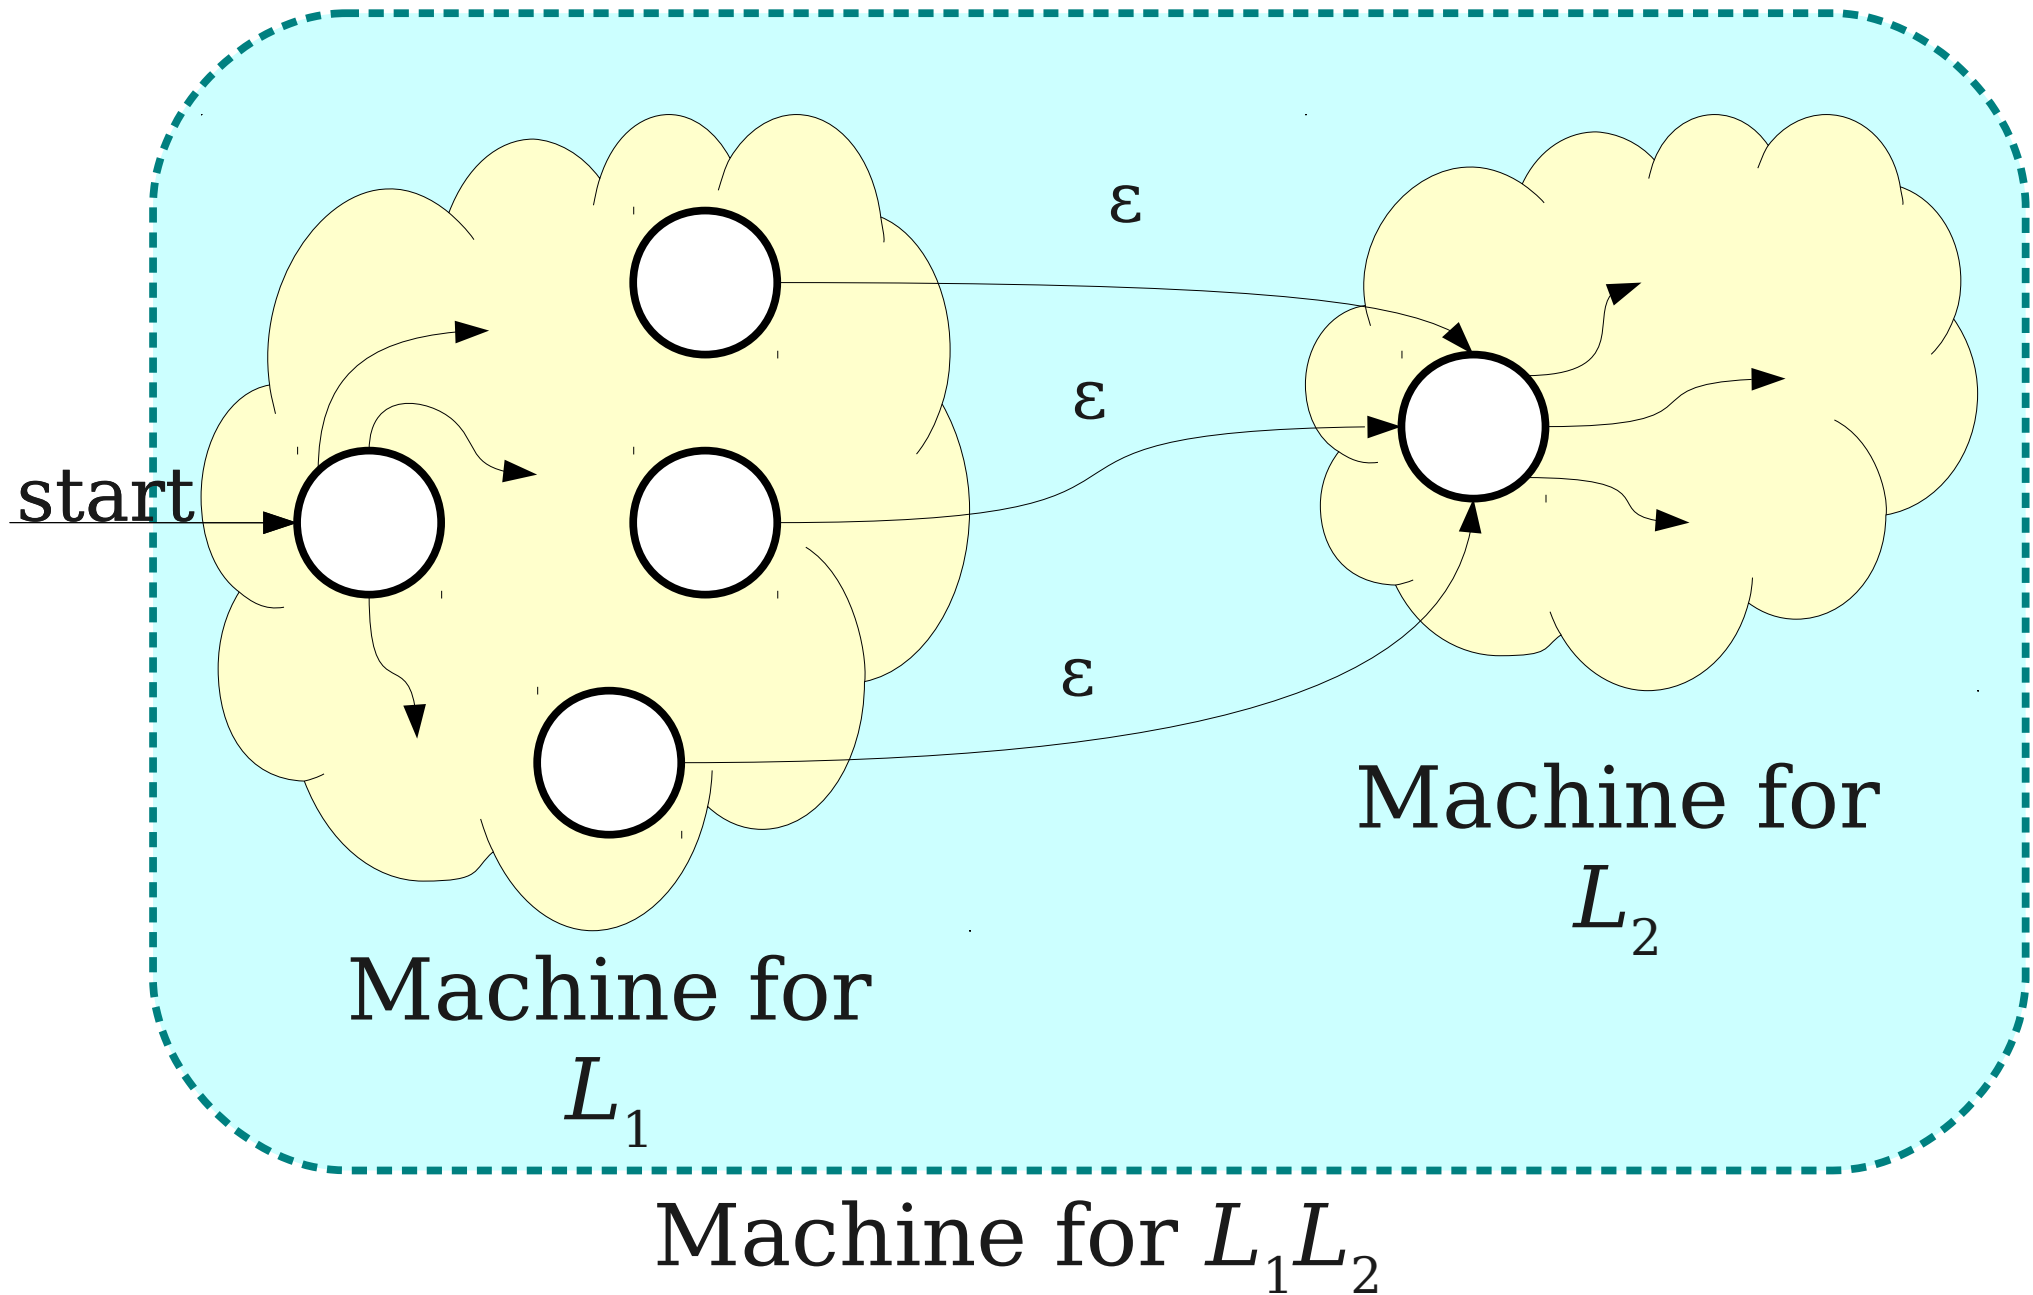 ε
ε
start
ε
Machine for
L₂
Machine for
L₁
Machine for L₁L₂